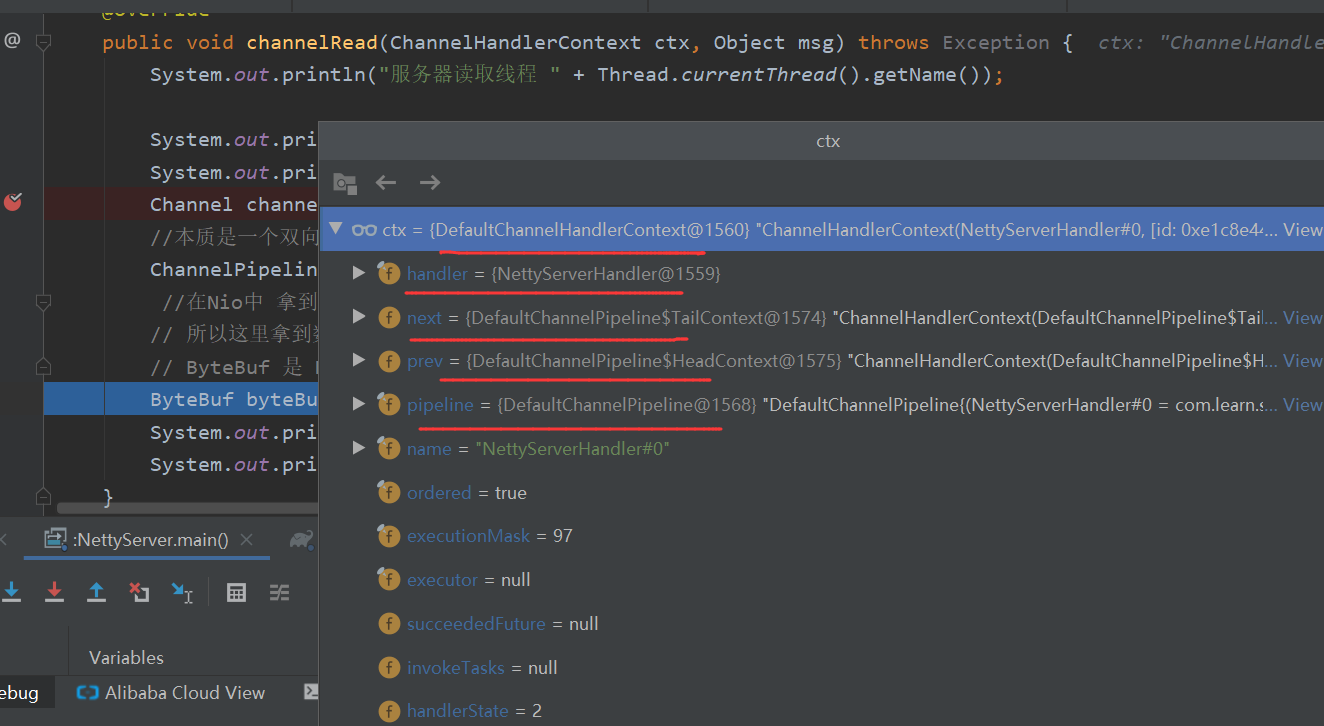 @Override
@ public void channelRead(ChannelHandlerContext ctx, Object msg) throws Exception { ctx: "ChannelHandle
System.out.println("服务器读取线程 " + Thread.currentThread().getName());
System.out.pri
System.out.pri
Channel channe
//本质是一个双向
ChannelPipelin
//在Nio中 拿到
// 所以这里拿到
// ByteBuf 是
ByteBuf byteBu
System.out.pri
System.out.pri
}
ctx
ctx = {DefaultChannelHandlerContext@1560} "ChannelHandlerContext(NettyServerHandler#0, [id: 0xe1c8e4... View
handler = {NettyServerHandler@1559}
next = {DefaultChannelPipeline$TailContext@1574} "ChannelHandlerContext(DefaultChannelPipeline$Tail... View
prev = {DefaultChannelPipeline$HeadContext@1575} "ChannelHandlerContext(DefaultChannelPipeline$H... View
pipeline = {DefaultChannelPipeline@1568} "DefaultChannelPipeline{(NettyServerHandler#0 = com.learn.s... View
name = "NettyServerHandler#0"
ordered = true
executionMask = 97
executor = null
succeededFuture = null
invokeTasks = null
handlerState = 2
:NettyServer.main()
Variables
ebug
Alibaba Cloud View